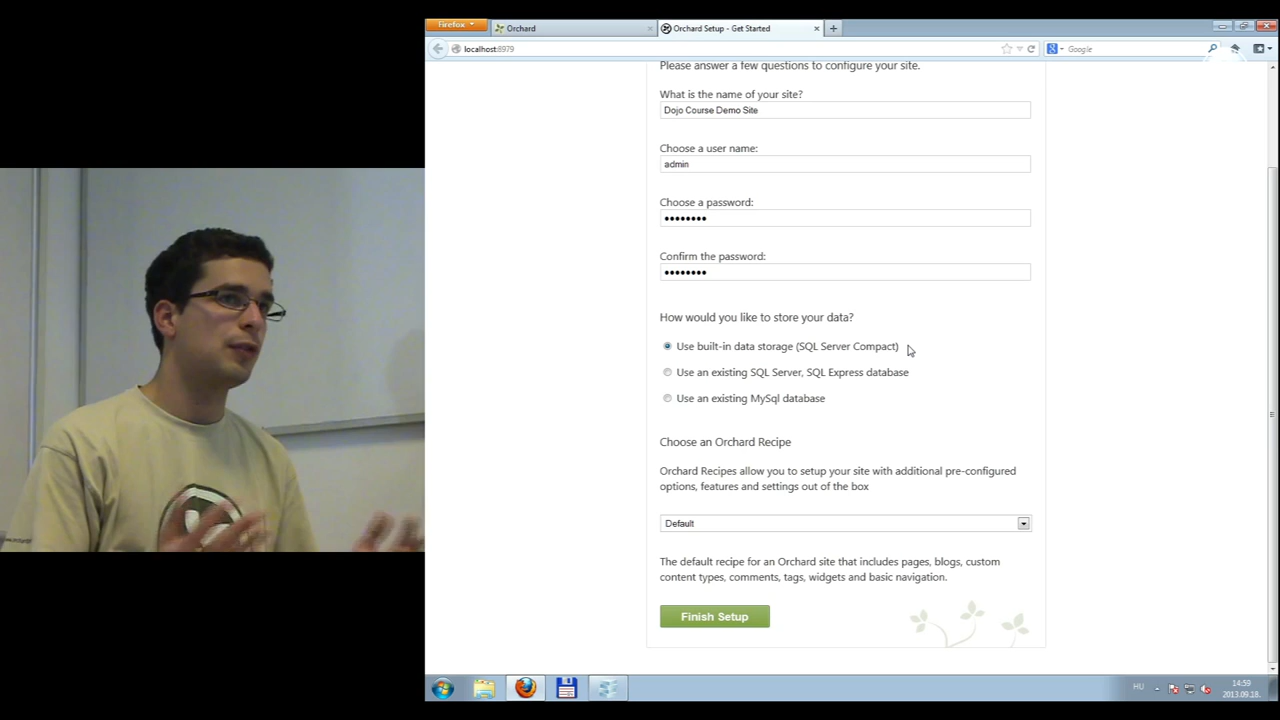 Firefox
Orchard
Orchard Setup - Get Started
localhost:8979
Google
Please answer a few questions to configure your site.
What is the name of your site?
Dojo Course Demo Site
Choose a user name:
admin
Choose a password:
••••••••
Confirm the password:
••••••••
How would you like to store your data?
Use built-in data storage (SQL Server Compact)
Use an existing SQL Server, SQL Express database
Use an existing MySql database
Choose an Orchard Recipe
Orchard Recipes allow you to setup your site with additional pre-configured
options, features and settings out of the box
Default
The default recipe for an Orchard site that includes pages, blogs, custom
content types, comments, tags, widgets and basic navigation.
Finish Setup
HU
14:59
2013.09.18.